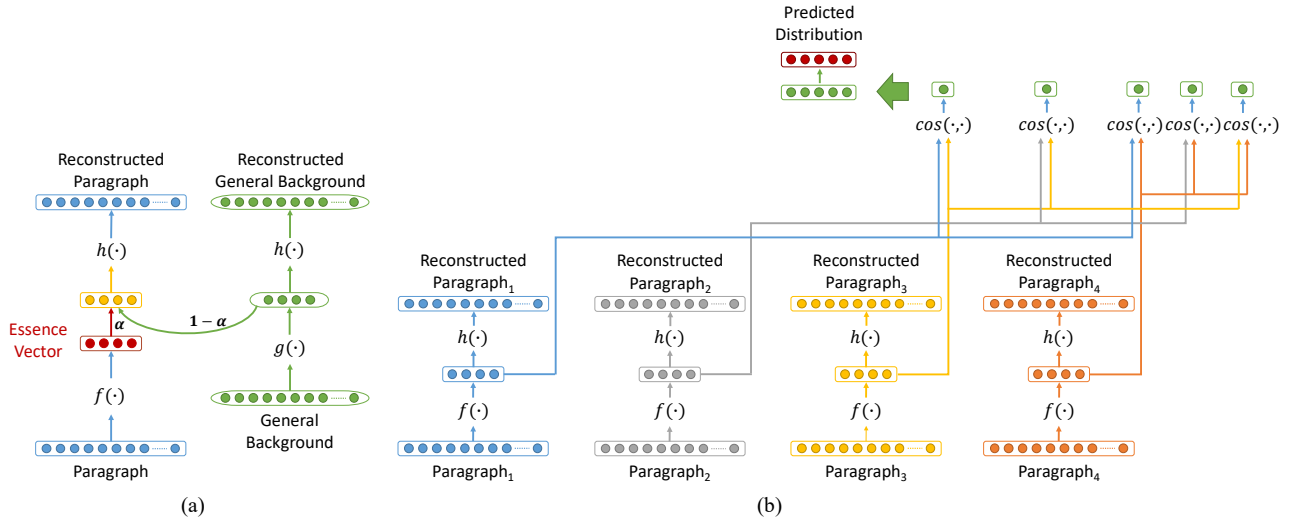 Reconstructed
Paragraph
h(·)
α
1 − α
Essence
Vector
f(·)
Paragraph
Reconstructed
General Background
h(·)
g(·)
General
Background
(a)
Predicted
Distribution
cos(·,·)
cos(·,·)
cos(·,·)
cos(·,·)
cos(·,·)
Reconstructed
Paragraph₁
h(·)
f(·)
Paragraph₁
Reconstructed
Paragraph₂
h(·)
f(·)
Paragraph₂
Reconstructed
Paragraph₃
h(·)
f(·)
Paragraph₃
Reconstructed
Paragraph₄
h(·)
f(·)
Paragraph₄
(b)